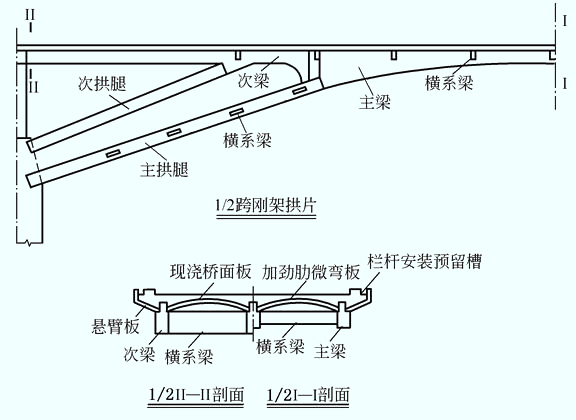 II
I
次拱腿
次梁
II
横系梁
I
主梁
横系梁
主拱腿
1/2跨刚架拱片
现浇桥面板
加劲肋微弯板
栏杆安装预留槽
悬臂板
次梁
横系梁
横系梁
主梁
1/2II—II剖面
1/2I—I剖面